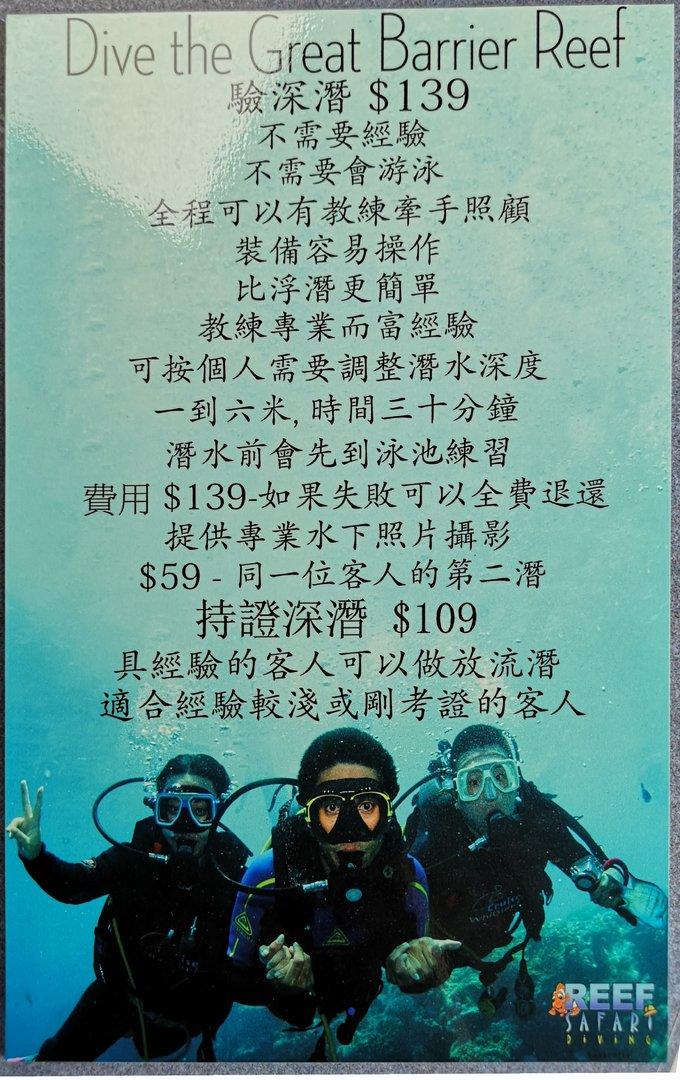 Dive the Great Barrier Reef
驗深潛 $139
不需要經驗
不需要會游泳
全程可以有教練牽手照顧
裝備容易操作
比浮潛更簡單
教練專業而富經驗
可按個人需要調整潛水深度
一到六米, 時間三十分鐘
潛水前會先到泳池練習
費用 $139-如果失敗可以全費退還
提供專業水下照片攝影
$59 - 同一位客人的第二潛
持證深潛 $109
具經驗的客人可以做放流潛
適合經驗較淺或剛考證的客人
REEF
SAFARI
DIVING